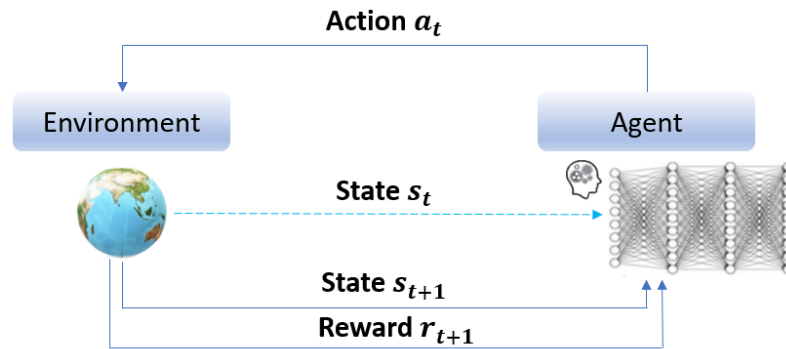 Action a_t
Environment
Agent
State s_t
State s_{t+1}
Reward r_{t+1}